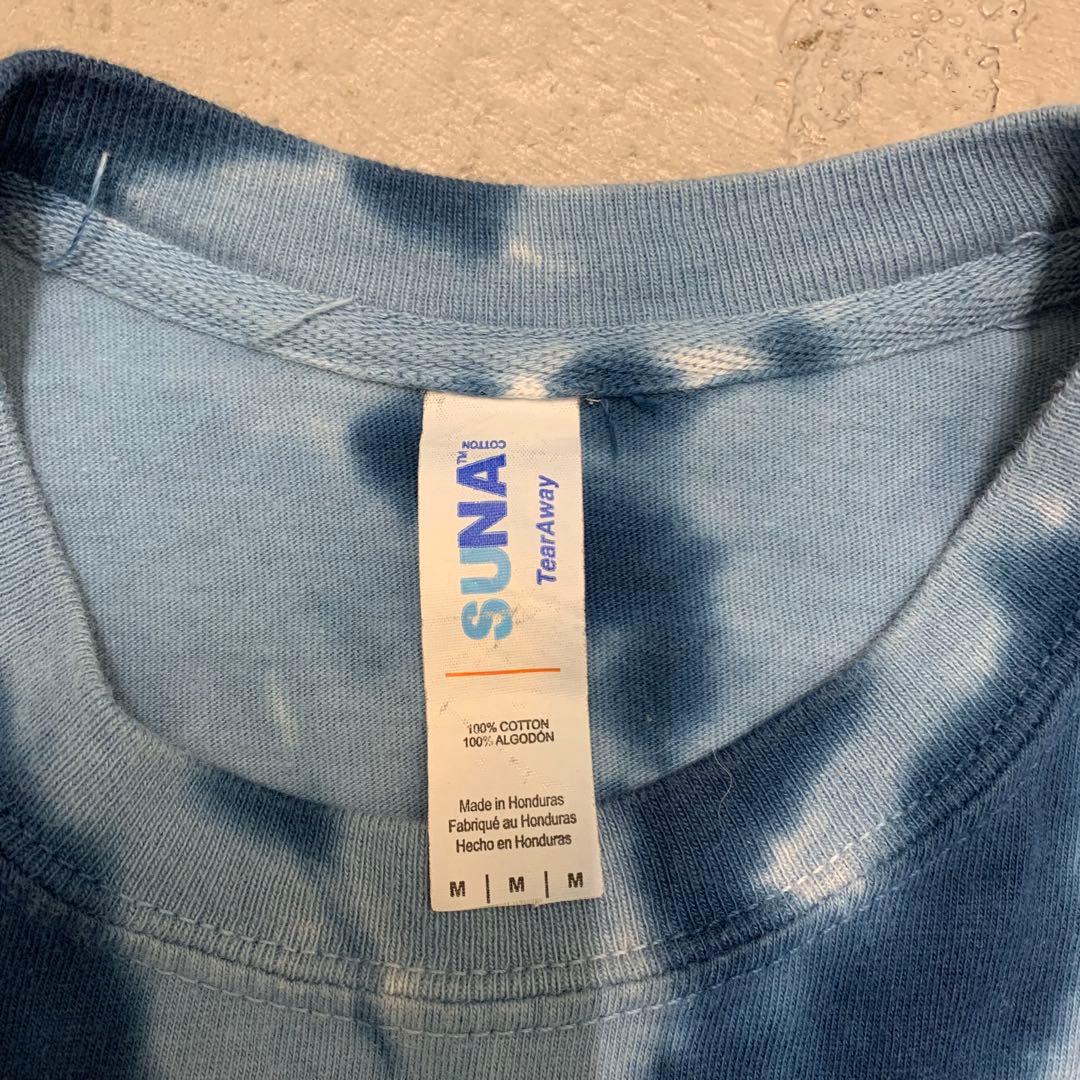 SUNA™
COTTON
TearAway
100% COTTON
100% ALGODÓN
Made in Honduras
Fabriqué au Honduras
Hecho en Honduras
M | M | M